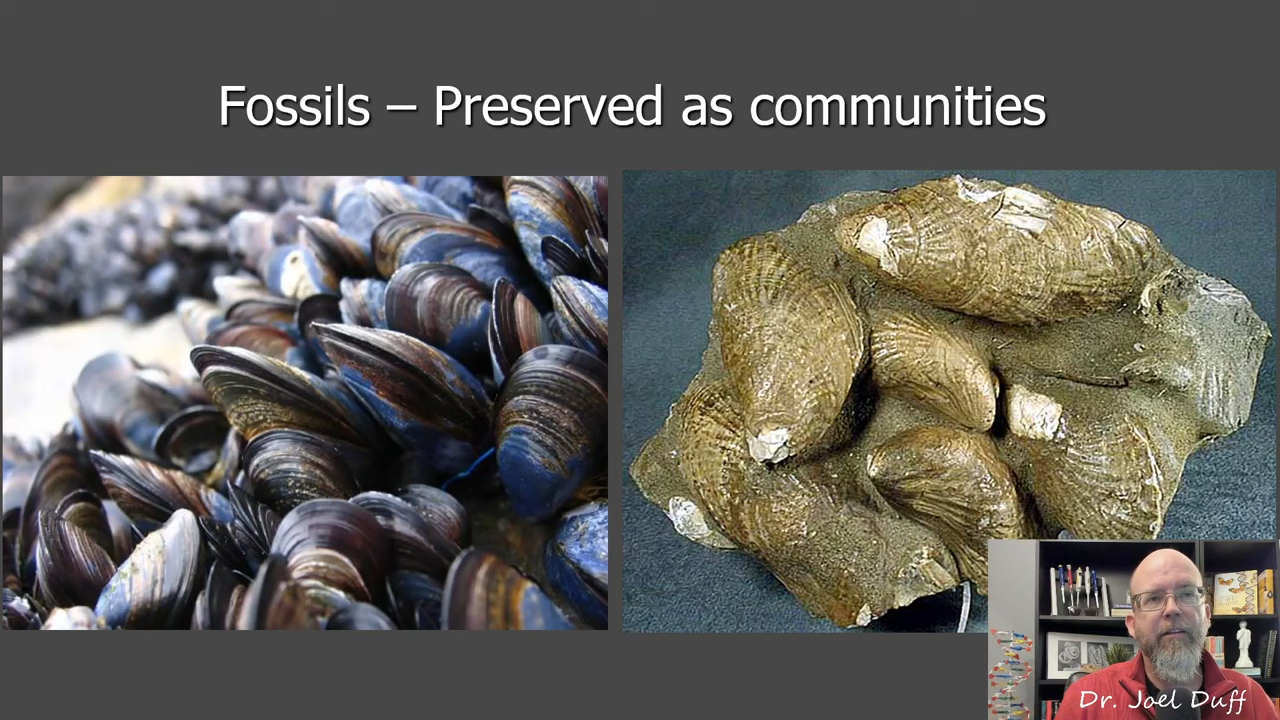 Fossils – Preserved as communities
Dr. Joel Duff